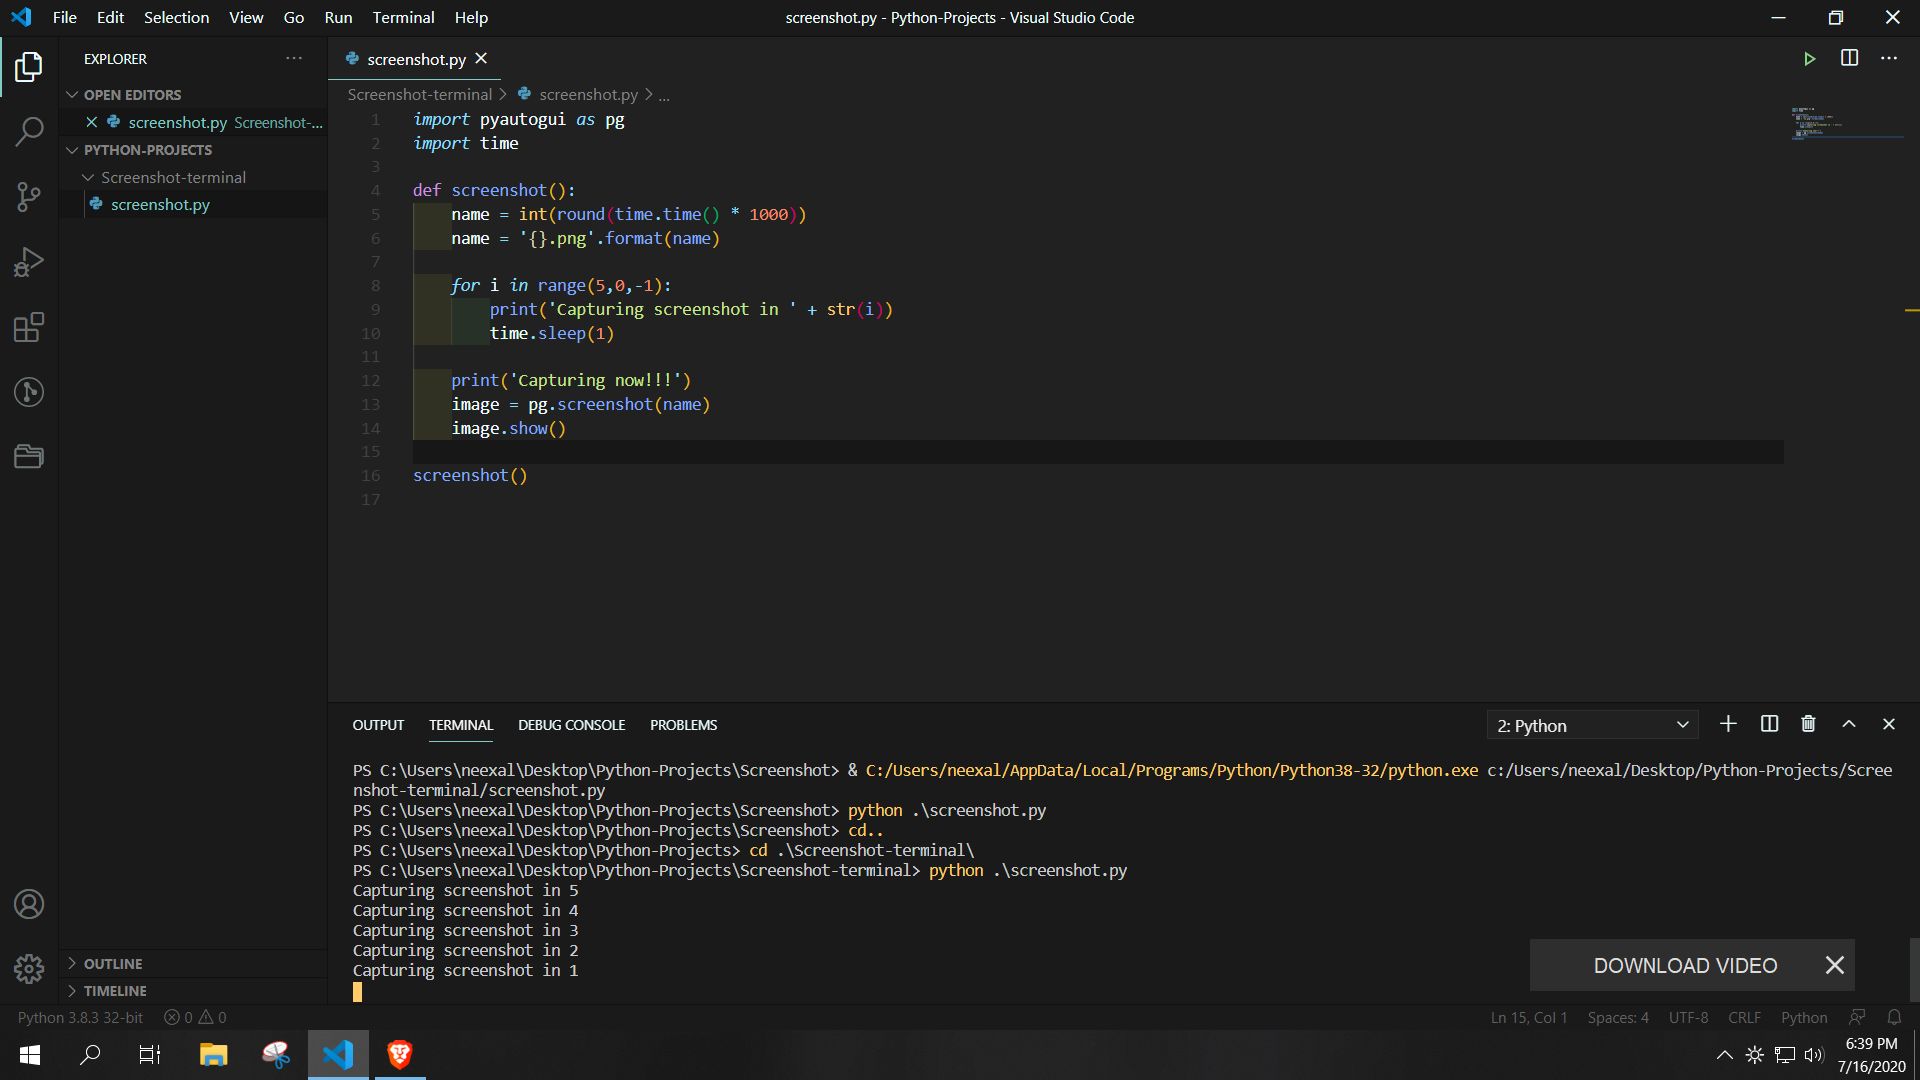 File Edit Selection View Go Run Terminal Help
screenshot.py - Python-Projects - Visual Studio Code
EXPLORER
OPEN EDITORS
screenshot.py Screenshot-...
PYTHON-PROJECTS
Screenshot-terminal
screenshot.py
OUTLINE
TIMELINE
screenshot.py
Screenshot-terminal > screenshot.py > ...
1 import pyautogui as pg
2 import time
3
4 def screenshot():
5 name = int(round(time.time() * 1000))
6 name = '{}.png'.format(name)
7
8 for i in range(5,0,-1):
9 print('Capturing screenshot in ' + str(i))
10 time.sleep(1)
11
12 print('Capturing now!!!')
13 image = pg.screenshot(name)
14 image.show()
15
16 screenshot()
17
OUTPUT TERMINAL DEBUG CONSOLE PROBLEMS
2: Python
PS C:\Users\neexal\Desktop\Python-Projects\Screenshot> & C:/Users/neexal/AppData/Local/Programs/Python/Python38-32/python.exe c:/Users/neexal/Desktop/Python-Projects/Scree
nshot-terminal/screenshot.py
PS C:\Users\neexal\Desktop\Python-Projects\Screenshot> python .\screenshot.py
PS C:\Users\neexal\Desktop\Python-Projects\Screenshot> cd..
PS C:\Users\neexal\Desktop\Python-Projects> cd .\Screenshot-terminal\
PS C:\Users\neexal\Desktop\Python-Projects\Screenshot-terminal> python .\screenshot.py
Capturing screenshot in 5
Capturing screenshot in 4
Capturing screenshot in 3
Capturing screenshot in 2
Capturing screenshot in 1
DOWNLOAD VIDEO
Python 3.8.3 32-bit 0 0
Ln 15, Col 1 Spaces: 4 UTF-8 CRLF Python
6:39 PM
7/16/2020